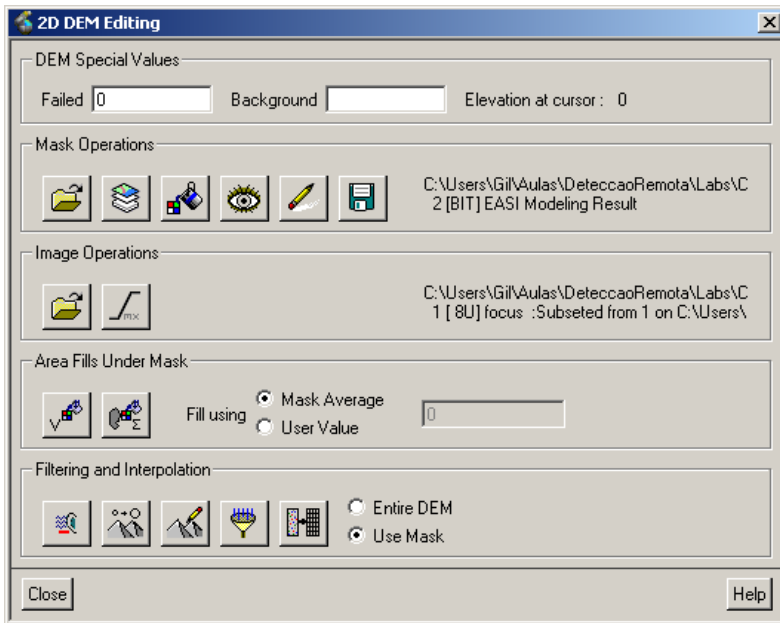 2D DEM Editing
DEM Special Values
Failed 0 Background Elevation at cursor : 0
Mask Operations
C:\Users\Gil\Aulas\DeteccaoRemota\Labs\C
2 [BIT] EASI Modeling Result
Image Operations
mx
C:\Users\Gil\Aulas\DeteccaoRemota\Labs\C
1 [ 8U] focus :Subseted from 1 on C:\Users\
Area Fills Under Mask
Fill using Mask Average 0
User Value
Filtering and Interpolation
Entire DEM
Use Mask
Close Help